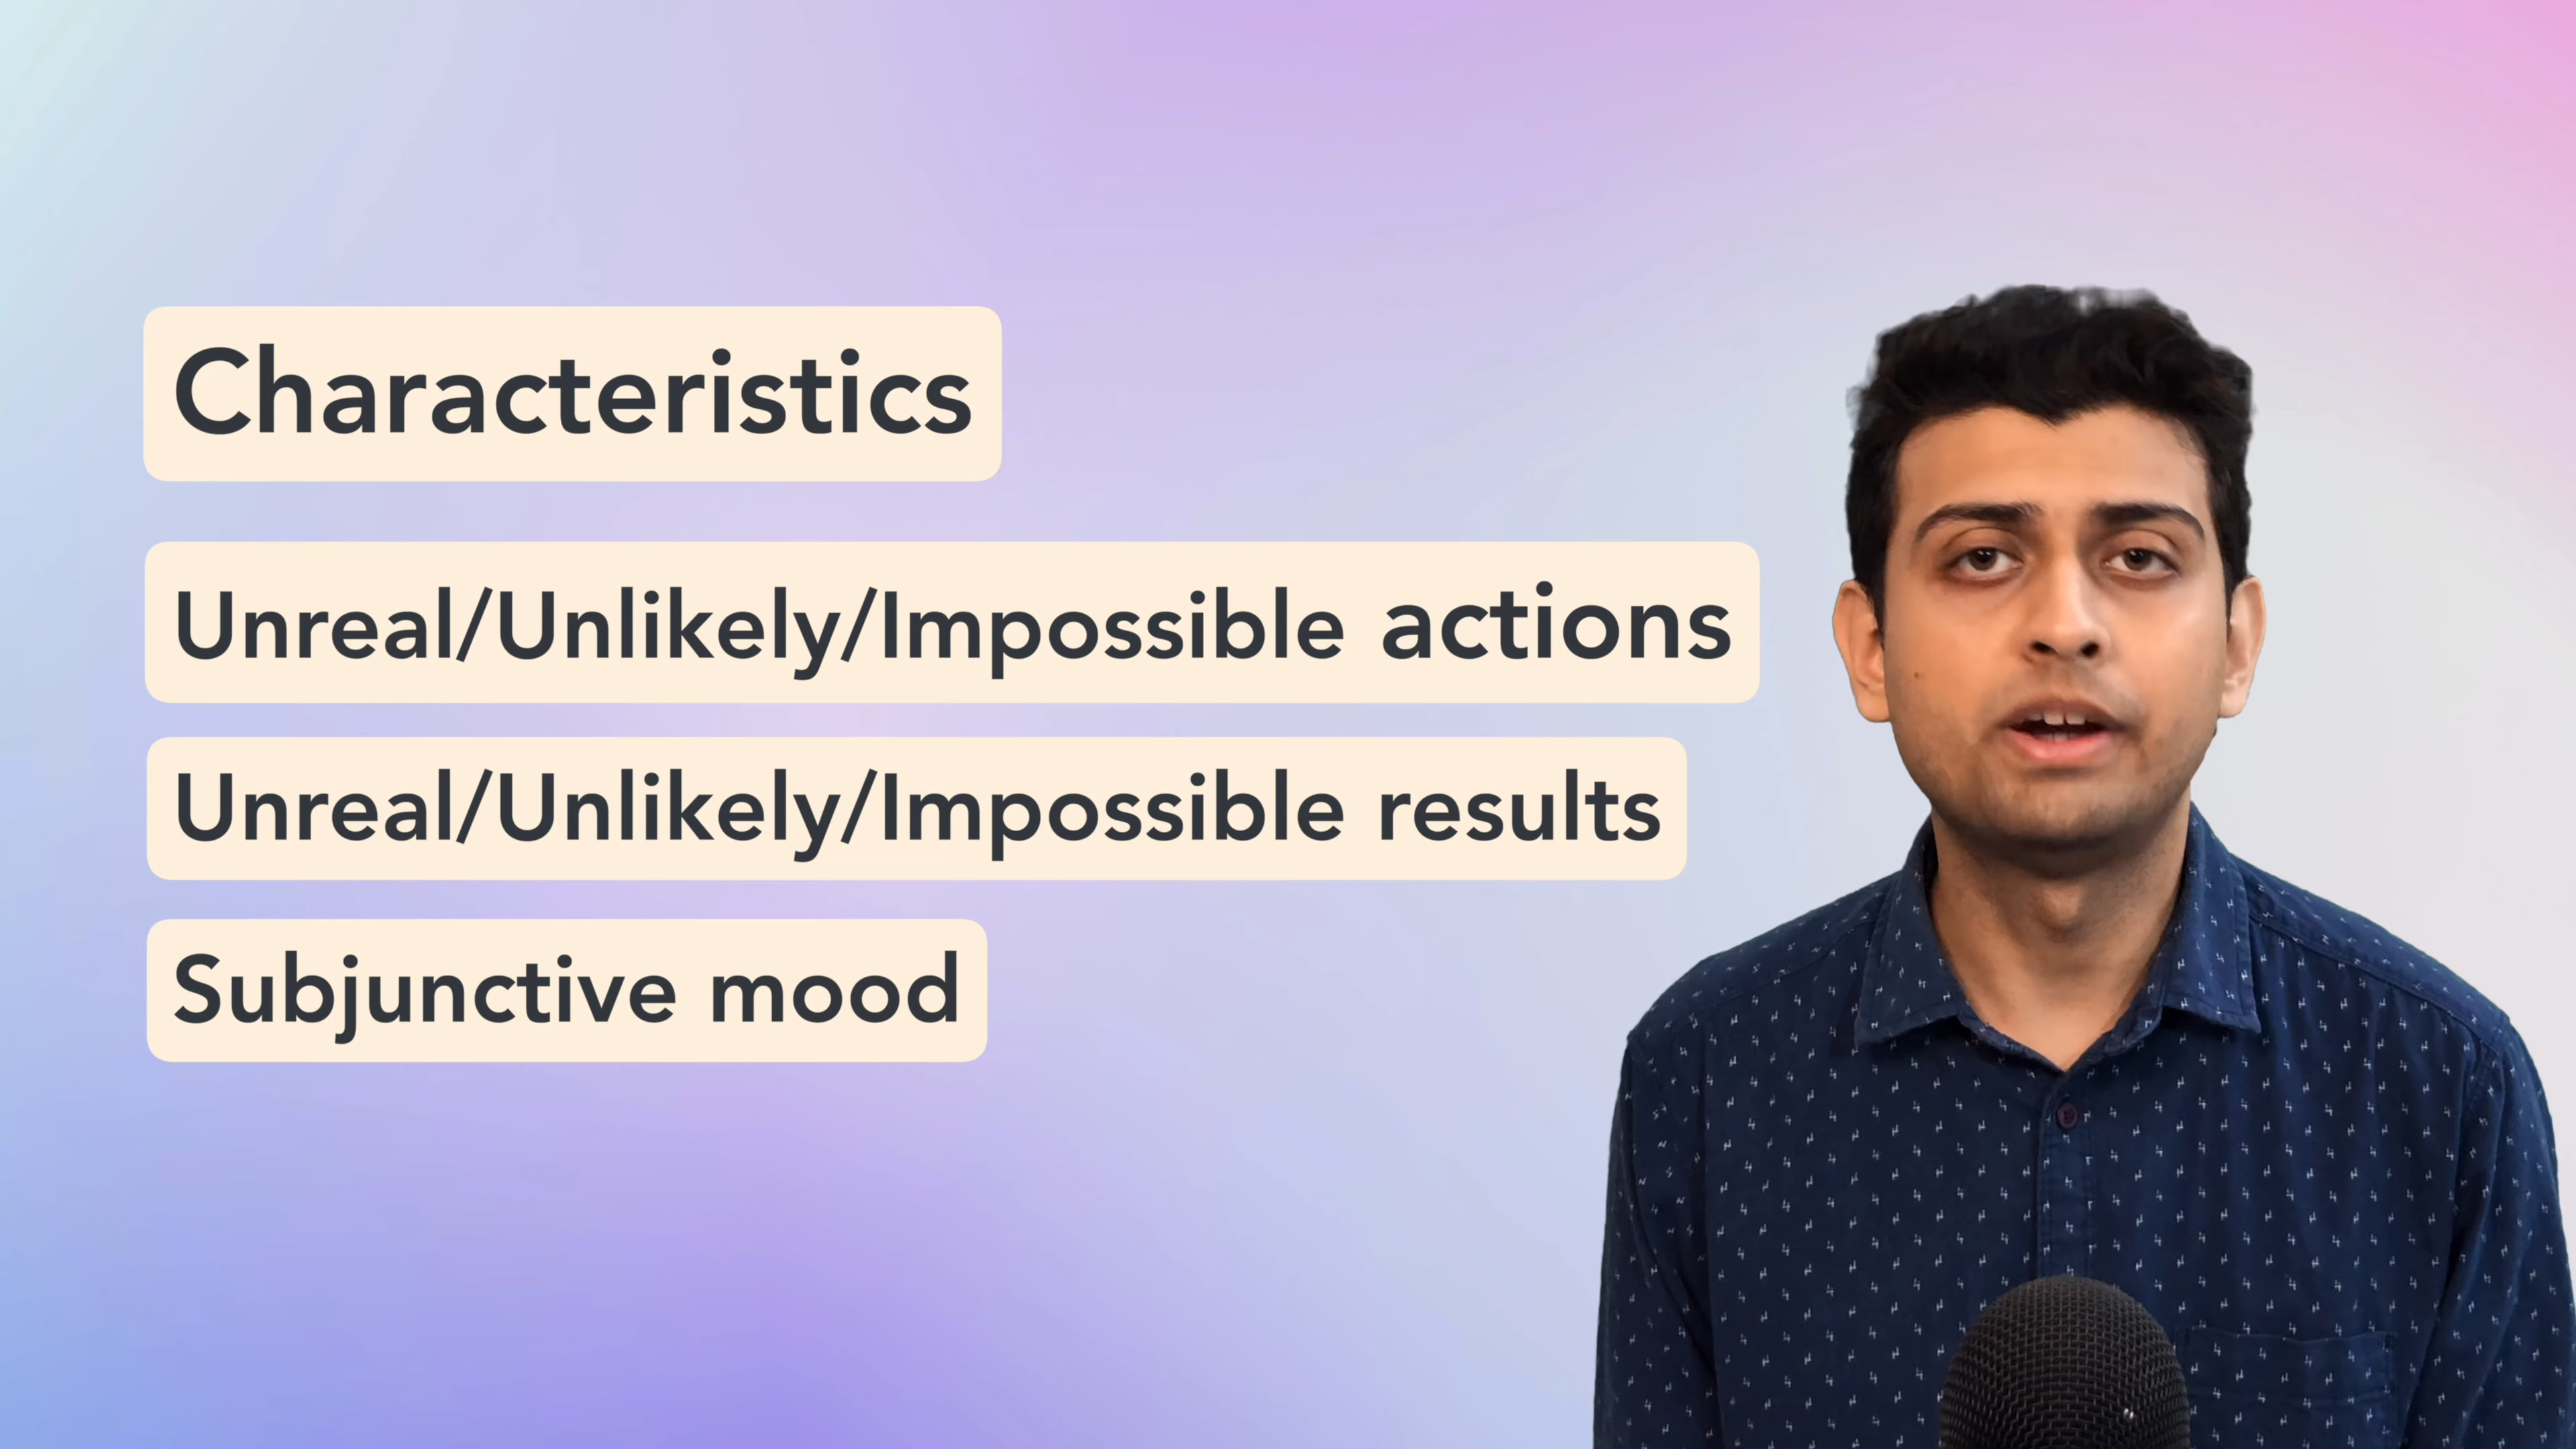 Characteristics
Unreal/Unlikely/Impossible actions
Unreal/Unlikely/Impossible results
Subjunctive mood